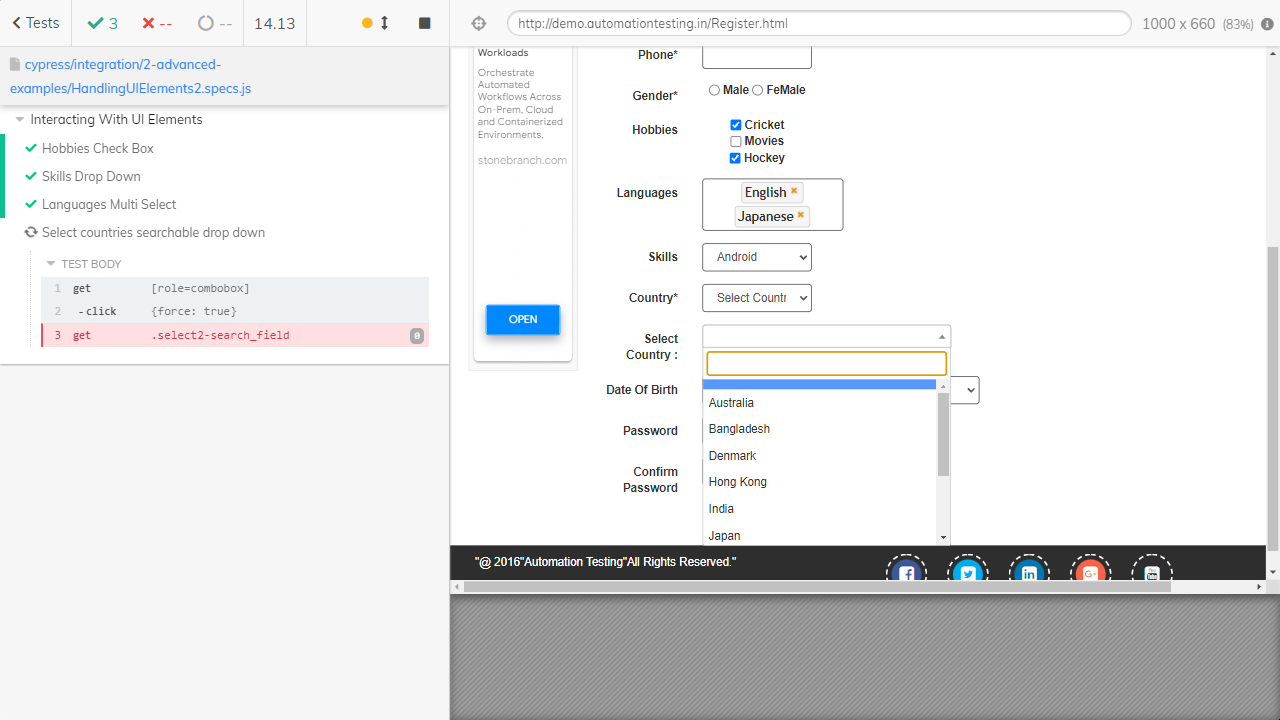 Tests
3
--
--
14.13
http://demo.automationtesting.in/Register.html
1000 x 660 (83%)
cypress/integration/2-advanced-
examples/HandlingUIElements2.specs.js
Interacting With UI Elements
Hobbies Check Box
Skills Drop Down
Languages Multi Select
Select countries searchable drop down
TEST BODY
1 get [role=combobox]
2 -click {force: true}
3 get .select2-search_field 0
Workloads
Orchestrate
Automated
Workflows Across
On-Prem, Cloud
and Containerized
Environments.
stonebranch.com
OPEN
Phone*
Gender* Male FeMale
Hobbies Cricket
Movies
Hockey
Languages English
Japanese
Skills Android
Country* Select Countr
Select
Country :
Date Of Birth
Australia
Bangladesh
Password
Denmark
Confirm
Password
Hong Kong
India
Japan
"@ 2016"Automation Testing"All Rights Reserved."